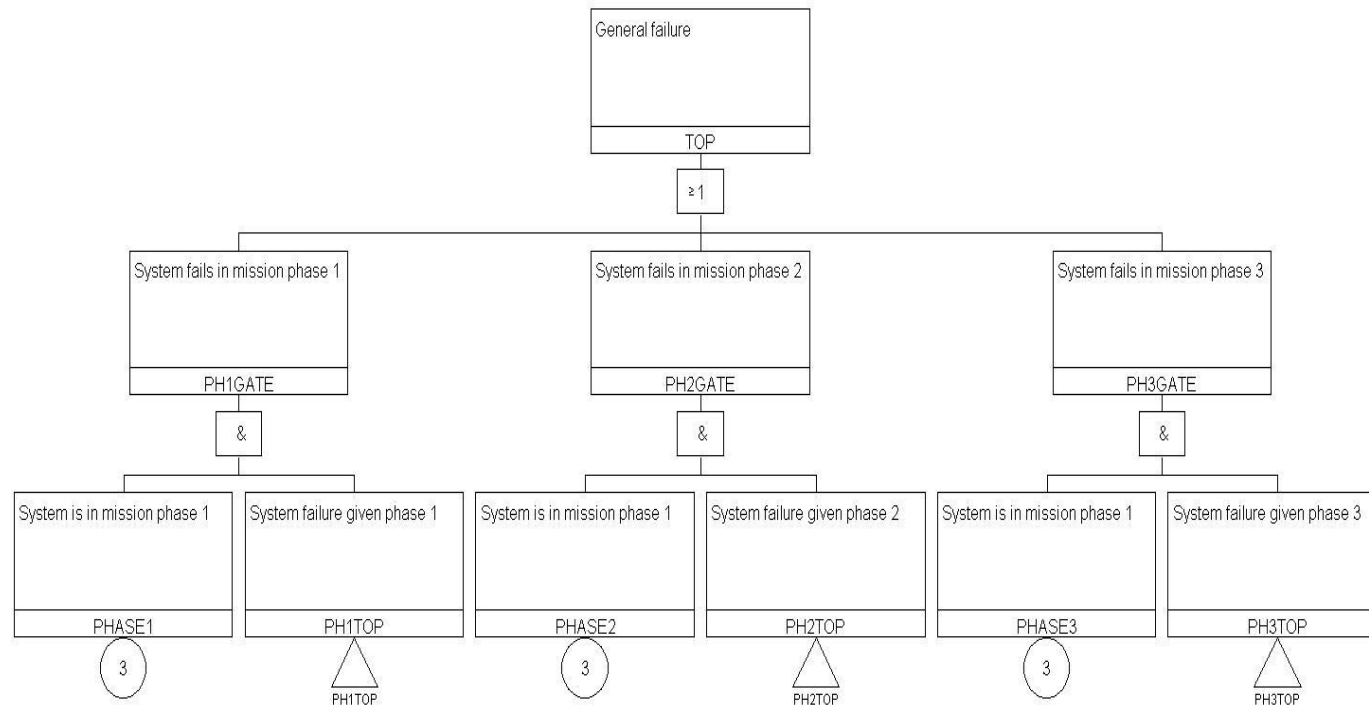 General failure
TOP
≥1
System fails in mission phase 1
System fails in mission phase 2
System fails in mission phase 3
PH1GATE
PH2GATE
PH3GATE
&
&
&
System is in mission phase 1
System failure given phase 1
System is in mission phase 1
System failure given phase 2
System is in mission phase 1
System failure given phase 3
PHASE1
PH1TOP
PHASE2
PH2TOP
PHASE3
PH3TOP
3
3
3
PH1TOP
PH2TOP
PH3TOP